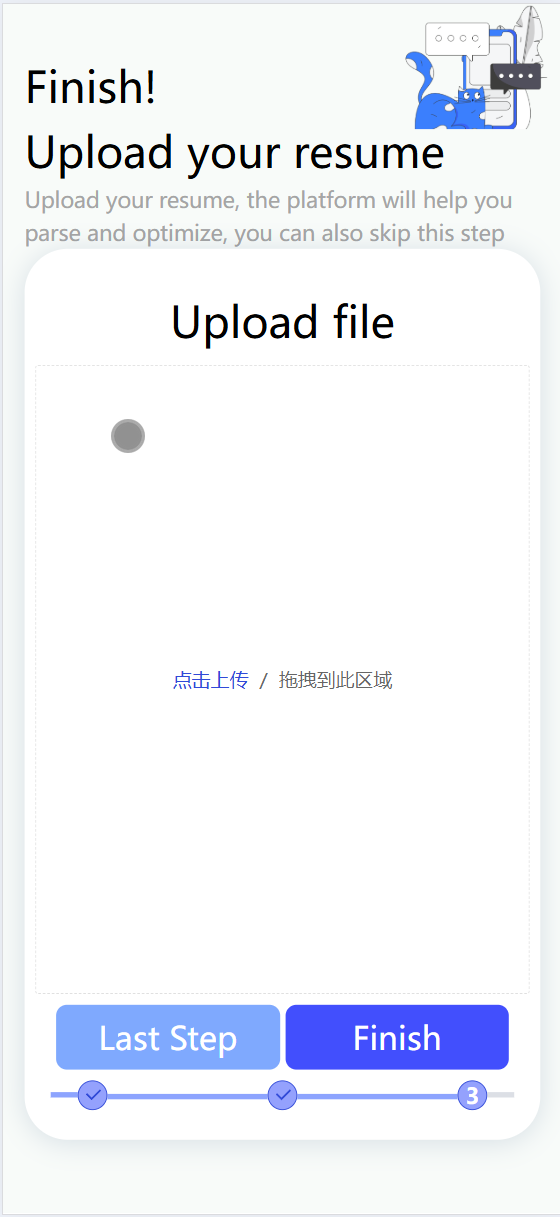 Finish!
Upload your resume
Upload your resume, the platform will help you
parse and optimize, you can also skip this step
Upload file
点击上传 / 拖拽到此区域
Last Step
Finish
3